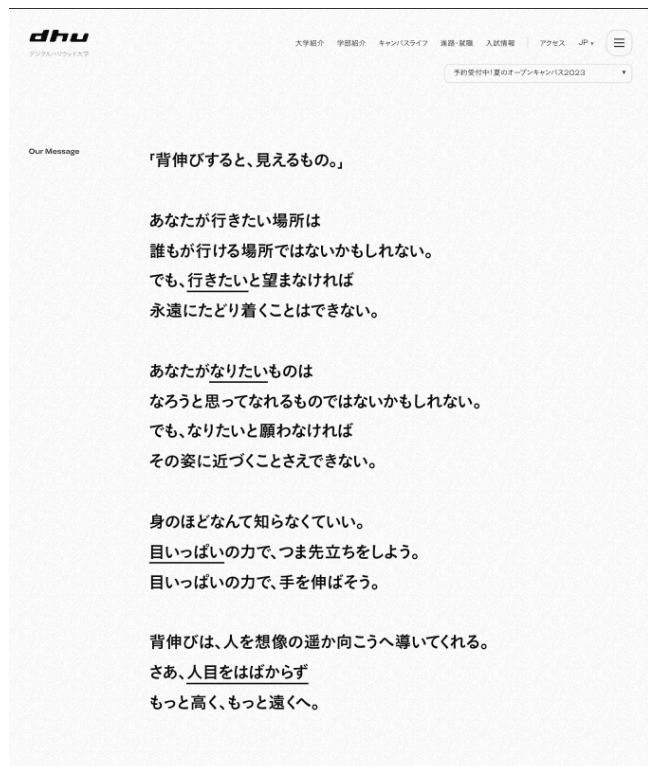 dhu
デジタルハリウッド大学
大学紹介 学部紹介 キャンパスライフ 進路・就職 入試情報 アクセス JP
予約受付中！夏のオープンキャンパス2023
Our Message
「背伸びすると、見えるもの。」
あなたが行きたい場所は
誰もが行ける場所ではないかもしれない。
でも、行きたいと望まなければ
永遠にたどり着くことはできない。
あなたがなりたいものは
なろうと思ってなれるものではないかもしれない。
でも、なりたいと願わなければ
その姿に近づくことさえできない。
身のほどなんて知らなくていい。
目いっぱいの力で、つま先立ちをしよう。
目いっぱいの力で、手を伸ばそう。
背伸びは、人を想像の遥か向こうへ導いてくれる。
さあ、人目をはばからず
もっと高く、もっと遠くへ。